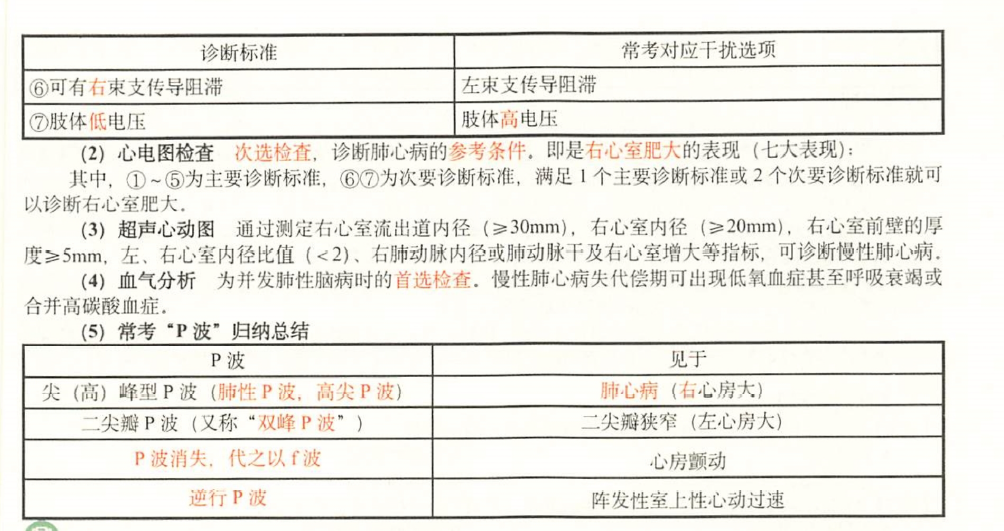 诊断标准 常考对应干扰选项
⑥可有右束支传导阻滞 左束支传导阻滞
⑦肢体低电压 肢体高电压
(2) 心电图检查 次选检查，诊断肺心病的参考条件。即是右心室肥大的表现（七大表现）：
其中，①~⑤为主要诊断标准，⑥⑦为次要诊断标准，满足1个主要诊断标准或2个次要诊断标准就可
以诊断右心室肥大。
(3) 超声心动图 通过测定右心室流出道内径（≥30mm），右心室内径（≥20mm），右心室前壁的厚
度≥5mm，左、右心室内径比值（<2）、右肺动脉内径或肺动脉干及右心室增大等指标，可诊断慢性肺心病。
(4) 血气分析 为并发肺性脑病时的首选检查。慢性肺心病失代偿期可出现低氧血症甚至呼吸衰竭或
合并高碳酸血症。
(5) 常考“P波”归纳总结
P波 见于
尖（高）峰型P波（肺性P波，高尖P波） 肺心病（右心房大）
二尖瓣P波（又称“双峰P波”） 二尖瓣狭窄（左心房大）
P波消失，代之以f波 心房颤动
逆行P波 阵发性室上性心动过速